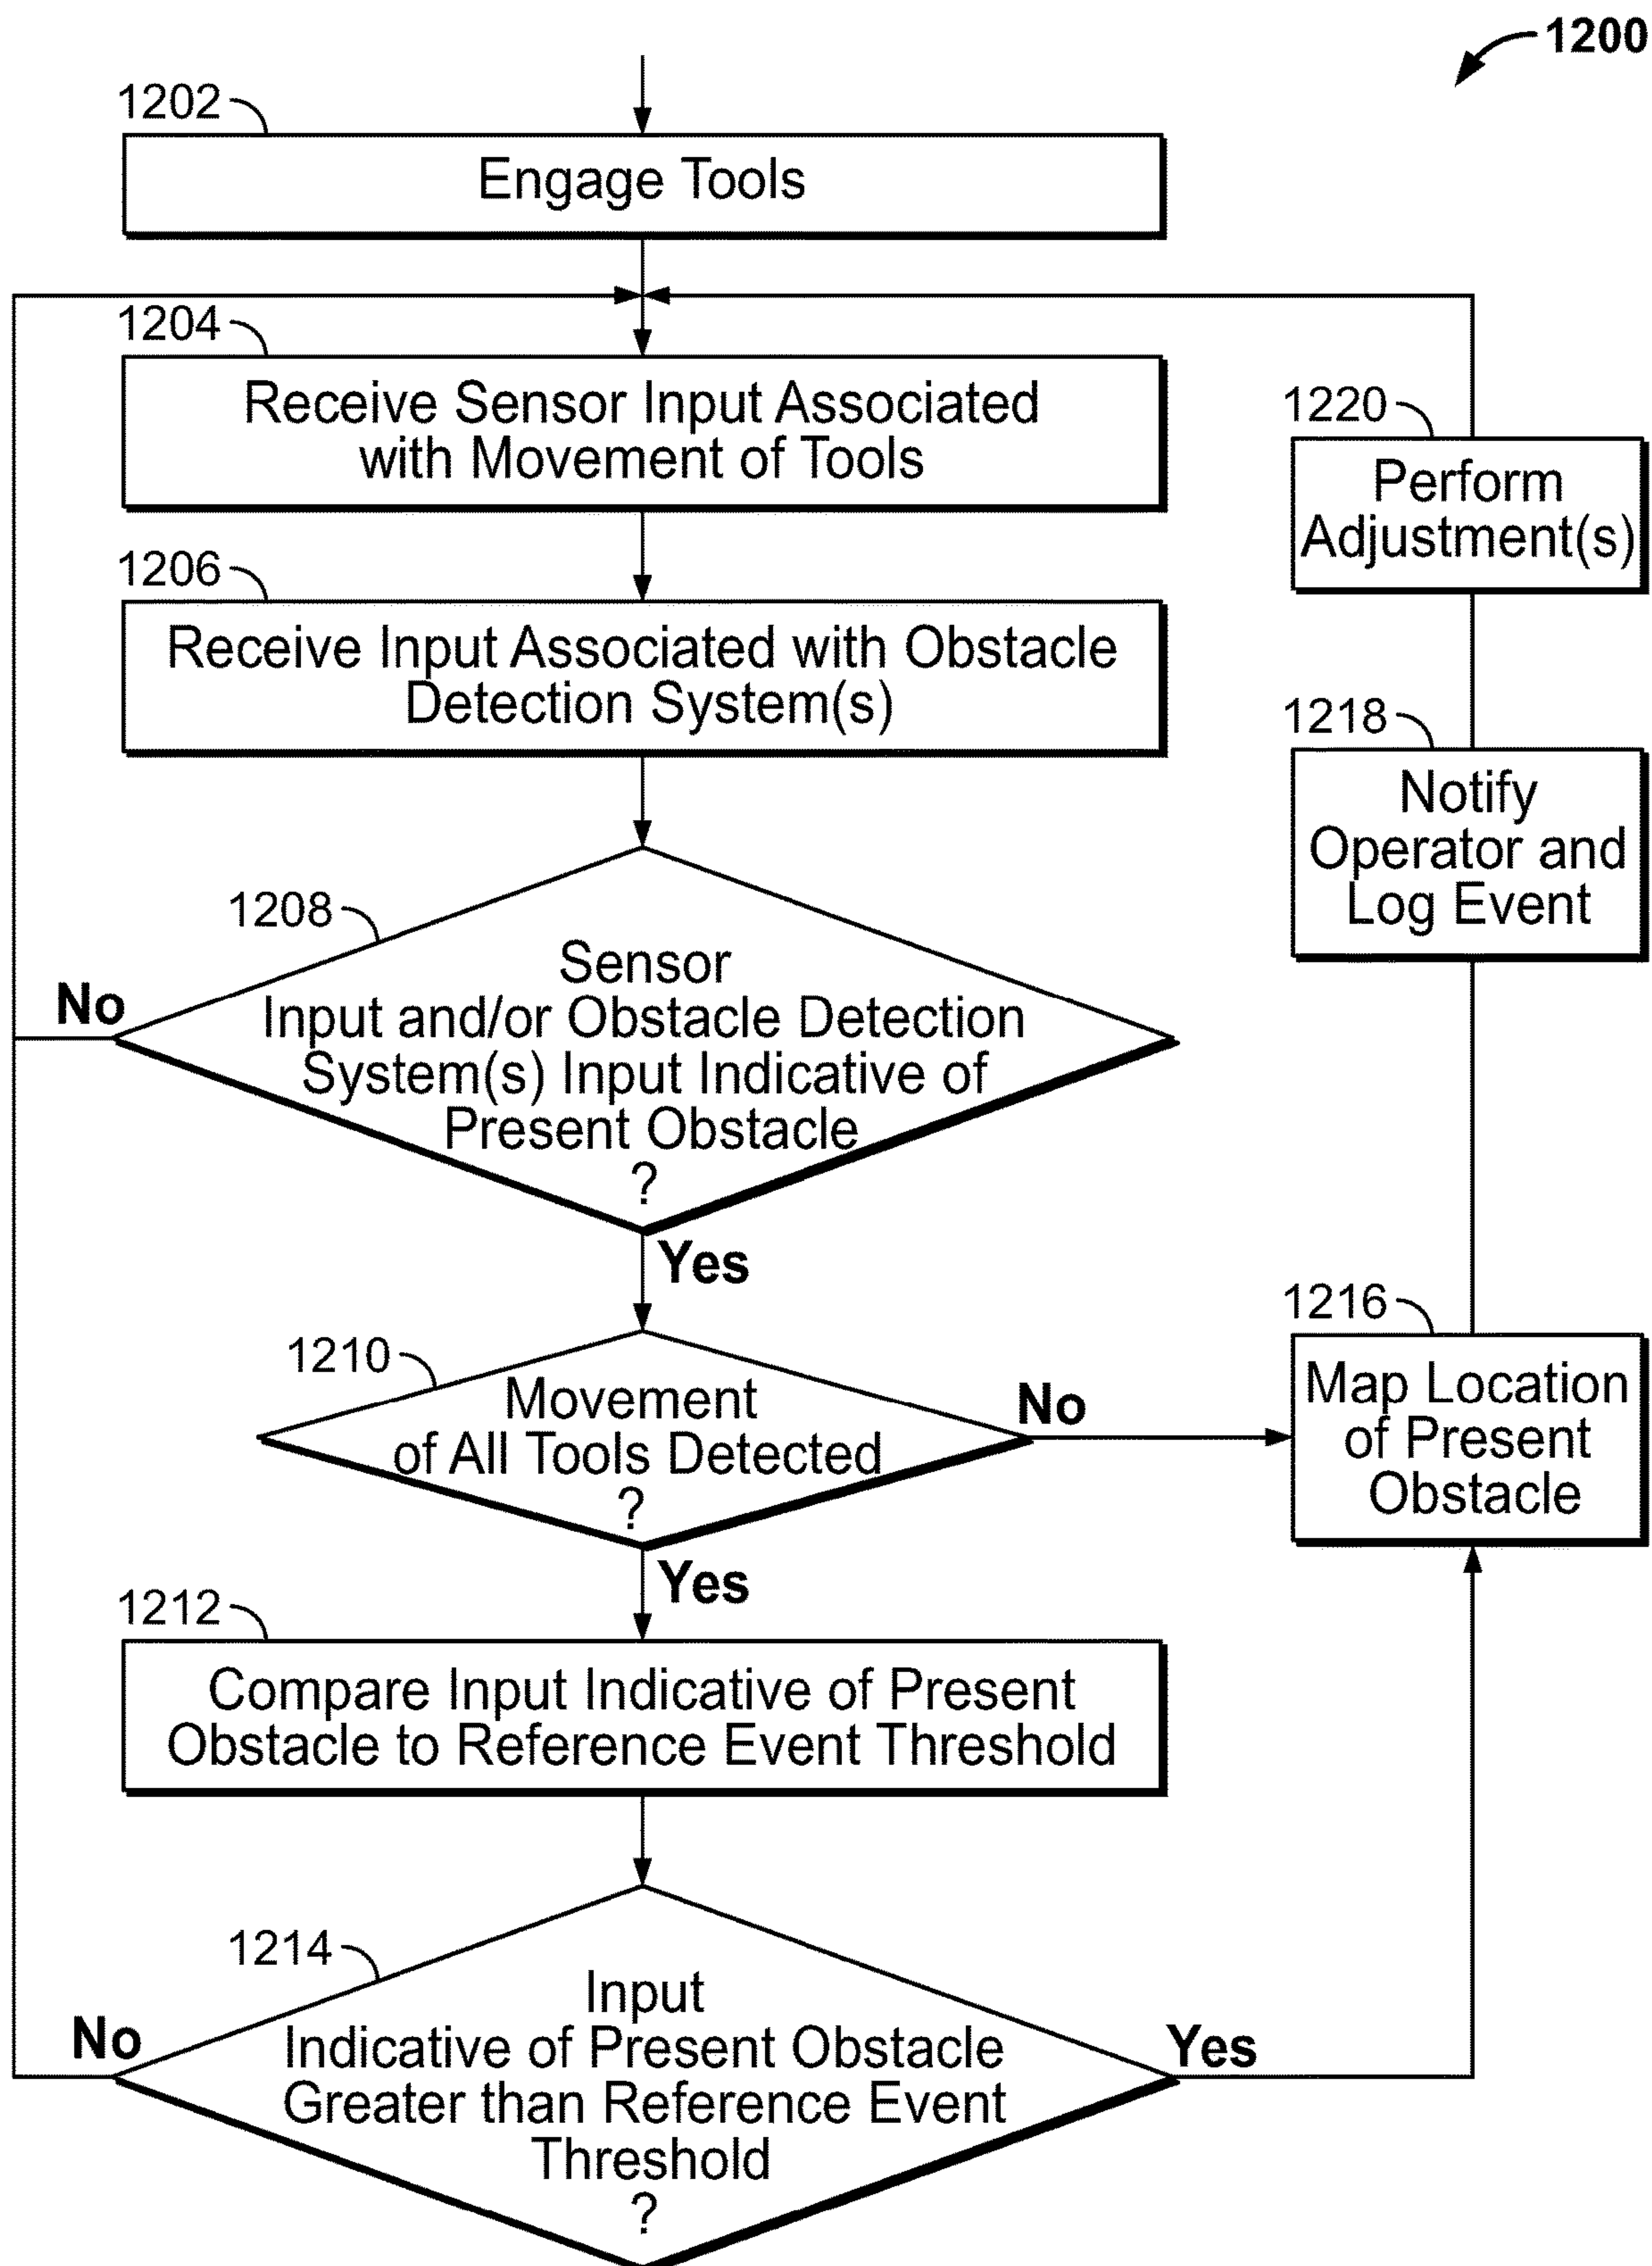 1200
1202
Engage Tools
1204
Receive Sensor Input Associated
with Movement of Tools
1206
Receive Input Associated with Obstacle
Detection System(s)
1208
Sensor
Input and/or Obstacle Detection
System(s) Input Indicative of
Present Obstacle
?
No
Yes
1210
Movement
of All Tools Detected
?
No
Yes
1212
Compare Input Indicative of Present
Obstacle to Reference Event Threshold
1214
Input
Indicative of Present Obstacle
Greater than Reference Event
Threshold
?
No
Yes
1216
Map Location
of Present
Obstacle
1218
Notify
Operator and
Log Event
1220
Perform
Adjustment(s)